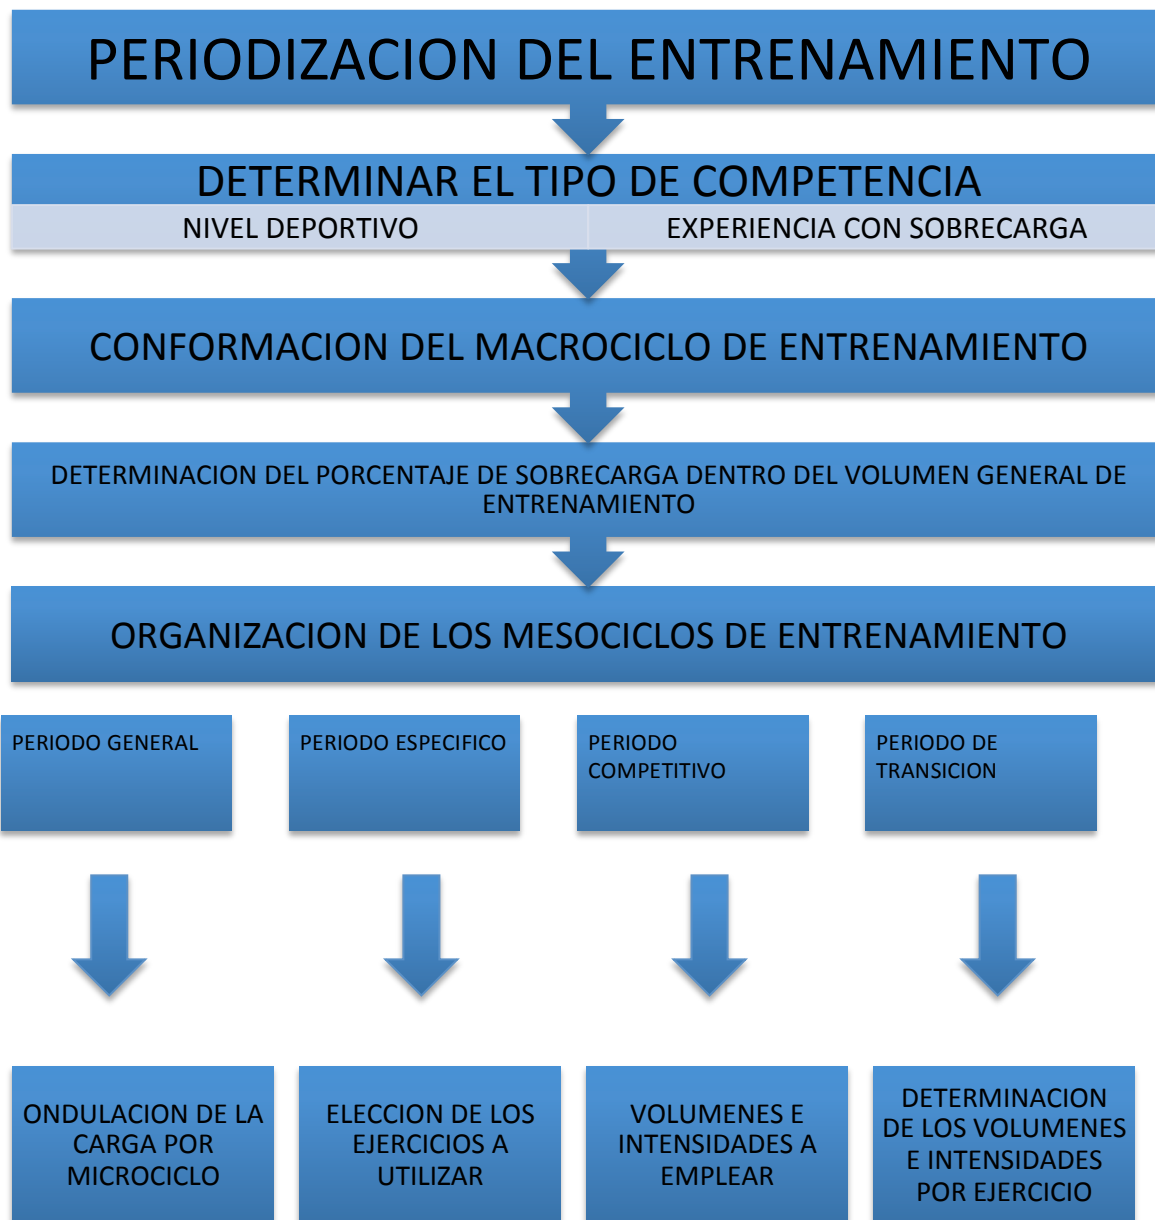 PERIODIZACION DEL ENTRENAMIENTO
DETERMINAR EL TIPO DE COMPETENCIA
NIVEL DEPORTIVO
EXPERIENCIA CON SOBRECARGA
CONFORMACION DEL MACROCICLO DE ENTRENAMIENTO
DETERMINACION DEL PORCENTAJE DE SOBRECARGA DENTRO DEL VOLUMEN GENERAL DE
ENTRENAMIENTO
ORGANIZACION DE LOS MESOCICLOS DE ENTRENAMIENTO
PERIODO GENERAL
PERIODO ESPECIFICO
PERIODO
COMPETITIVO
PERIODO DE
TRANSICION
ONDULACION DE LA
CARGA POR
MICROCICLO
ELECCION DE LOS
EJERCICIOS A
UTILIZAR
VOLUMENES E
INTENSIDADES A
EMPLEAR
DETERMINACION
DE LOS VOLUMENES
E INTENSIDADES
POR EJERCICIO